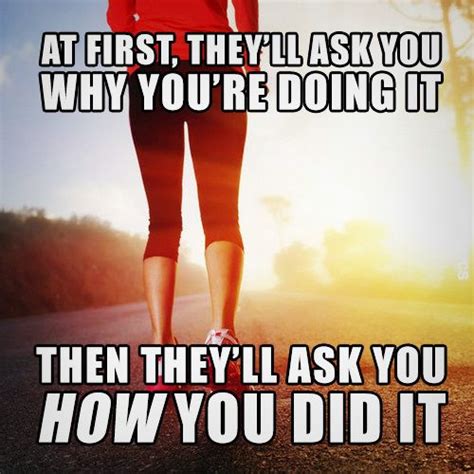 AT FIRST, THEY'LL ASK YOU
WHY YOU'RE DOING IT
THEN THEY'LL ASK YOU
HOW YOU DID IT